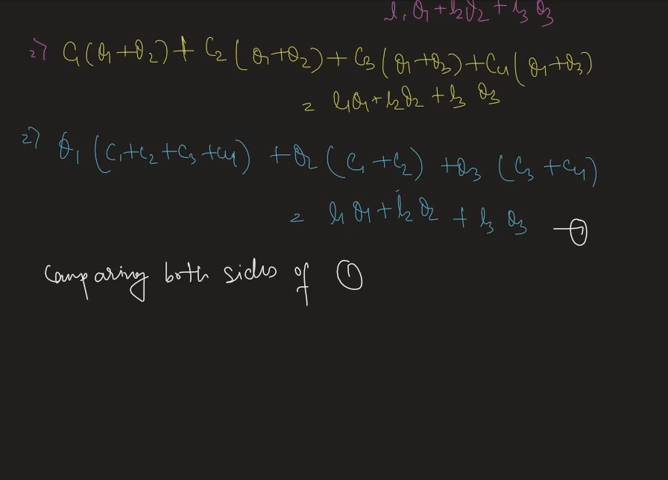 l₁θ₁+l₂θ₂+l₃θ₃
=> C₁(θ₁+θ₂)+C₂(θ₁+θ₂)+C₃(θ₁+θ₃)+C₄(θ₁+θ₃)
= l₁θ₁+l₂θ₂+l₃θ₃
=> θ₁(C₁+C₂+C₃+C₄)+θ₂(C₁+C₂)+θ₃(C₃+C₄)
= l₁θ₁+l₂θ₂+l₃θ₃ —①
Comparing both sides of ①